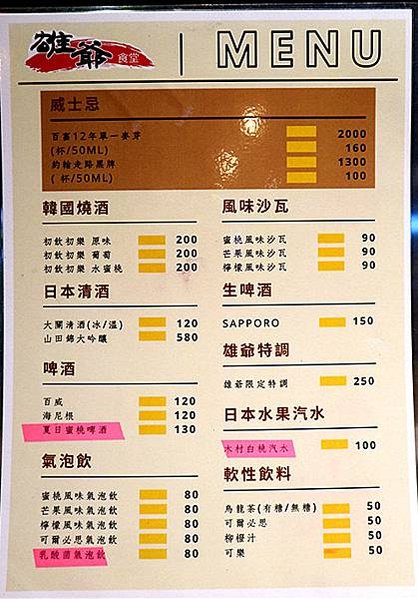 雄爺 食堂 | MENU
威士忌
百富12年單一麥芽 2000
(杯/50ML) 160
約翰走路黑牌 1300
(杯/50ML) 100
韓國燒酒
初飲初樂 原味 200
初飲初樂 葡萄 200
初飲初樂 水蜜桃 200
日本清酒
大關清酒(冰/溫) 120
山田錦大吟釀 580
啤酒
百威 120
海尼根 120
夏日蜜桃啤酒 130
氣泡飲
蜜桃風味氣泡飲 80
芒果風味氣泡飲 80
檸檬風味氣泡飲 80
可爾必思氣泡飲 80
乳酸菌氣泡飲 80
風味沙瓦
蜜桃風味沙瓦 90
芒果風味沙瓦 90
檸檬風味沙瓦 90
生啤酒
SAPPORO 150
雄爺特調
雄爺限定特調 250
日本水果汽水
木村白桃汽水 100
軟性飲料
烏龍茶(有糖/無糖) 50
可爾必思 50
柳橙汁 50
可樂 50